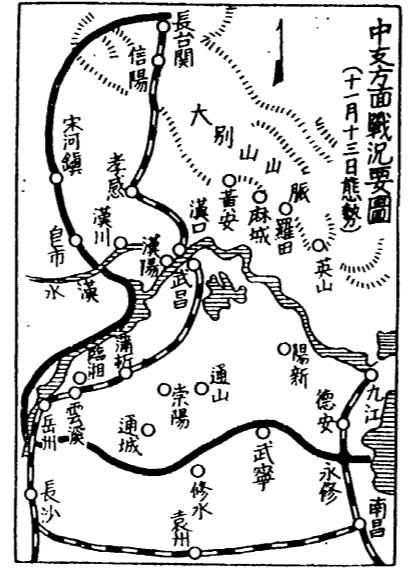 中支方面戰況要圖
（十一月十三日態勢）
長台関
信陽
宋河鎮
孝感
大别山山脈
黃安
麻城
羅田
英山
漢口
漢川
漢陽
武昌
自市
漢水
蒲圻
臨湘
雲溪
岳州
崇陽
通山
通城
陽新
九江
德安
武寧
永修
修水
長沙
袁州
南昌